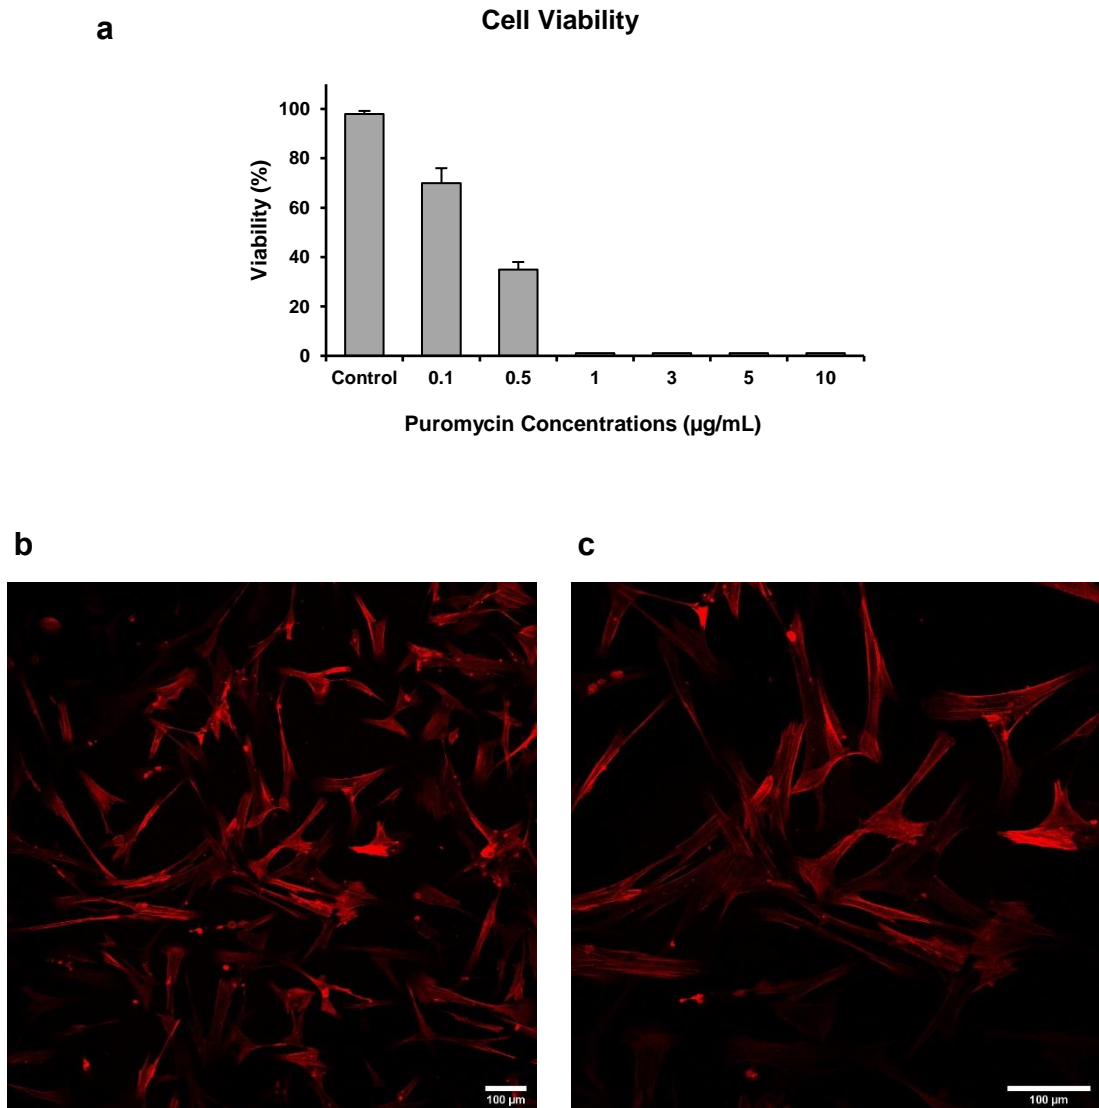 a
Cell Viability
100
80
60
40
20
0
Viability (%)
Control 0.1 0.5 1 3 5 10
Puromycin Concentrations (µg/mL)
b
c
100 µm
100 µm